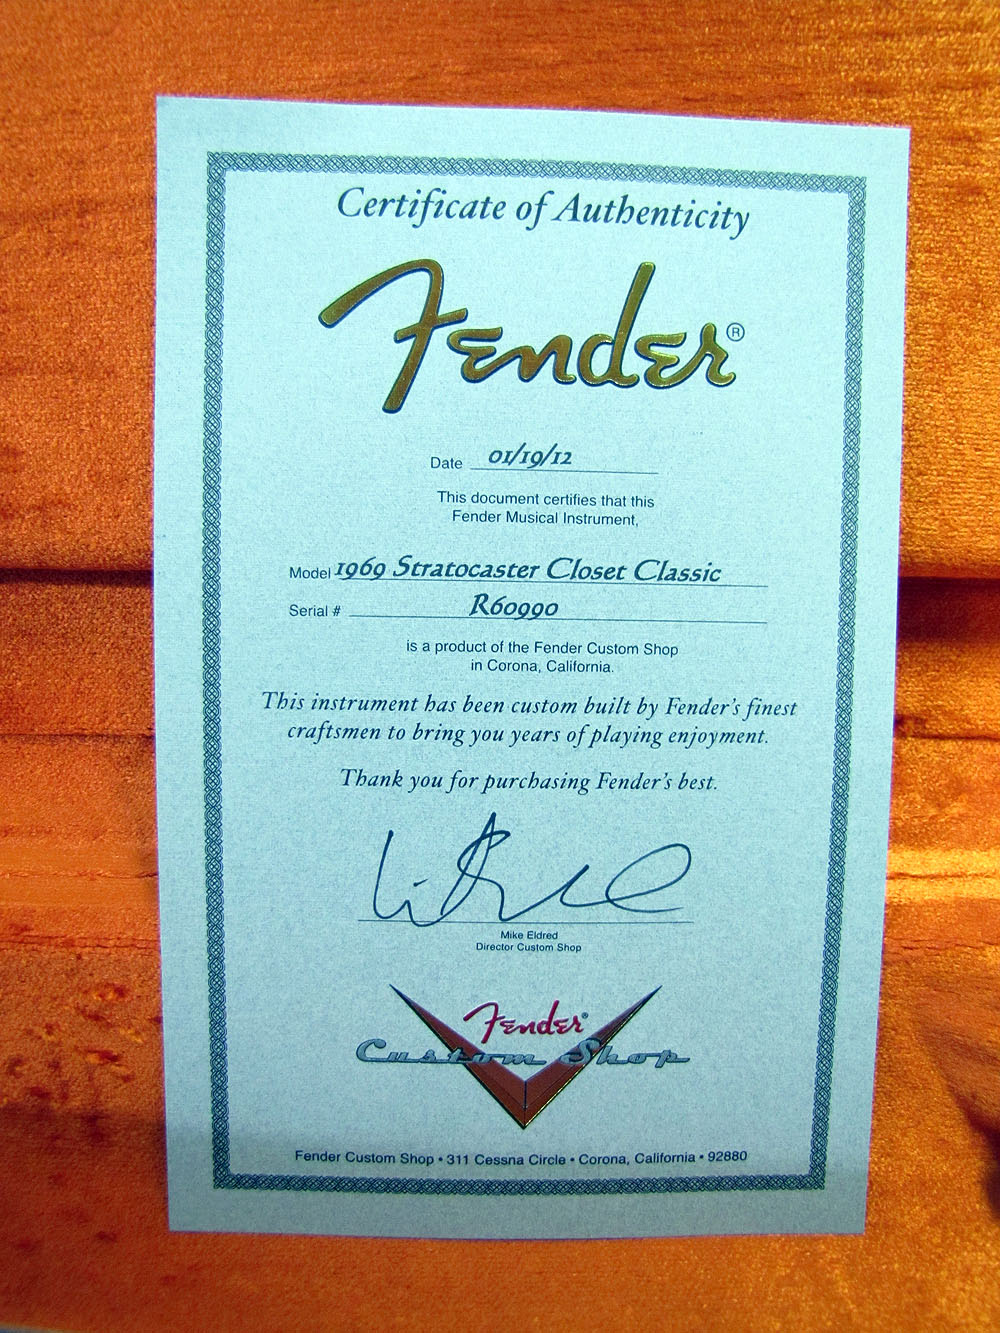 Certificate of Authenticity
Fender®
Date 01/19/12
This document certifies that this
Fender Musical Instrument,
Model 1969 Stratocaster Closet Classic
Serial # R60990
is a product of the Fender Custom Shop
in Corona, California.
This instrument has been custom built by Fender's finest
craftsmen to bring you years of playing enjoyment.
Thank you for purchasing Fender's best.
Mike Eldred
Director Custom Shop
Fender®
Custom Shop
Fender Custom Shop • 311 Cessna Circle • Corona, California • 92880